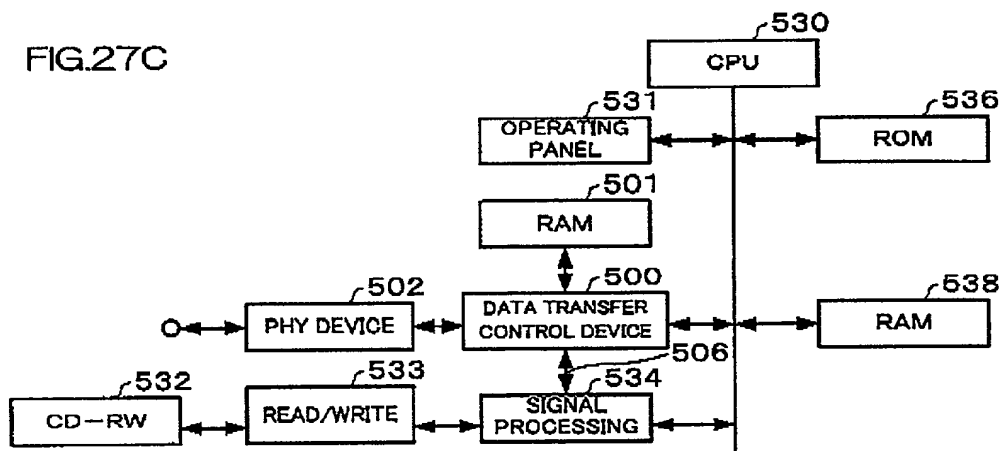 FIG.27C
530
CPU
531
OPERATING
PANEL
536
ROM
501
RAM
502
PHY DEVICE
500
DATA TRANSFER
CONTROL DEVICE
538
RAM
506
532
CD-RW
533
READ/WRITE
534
SIGNAL
PROCESSING